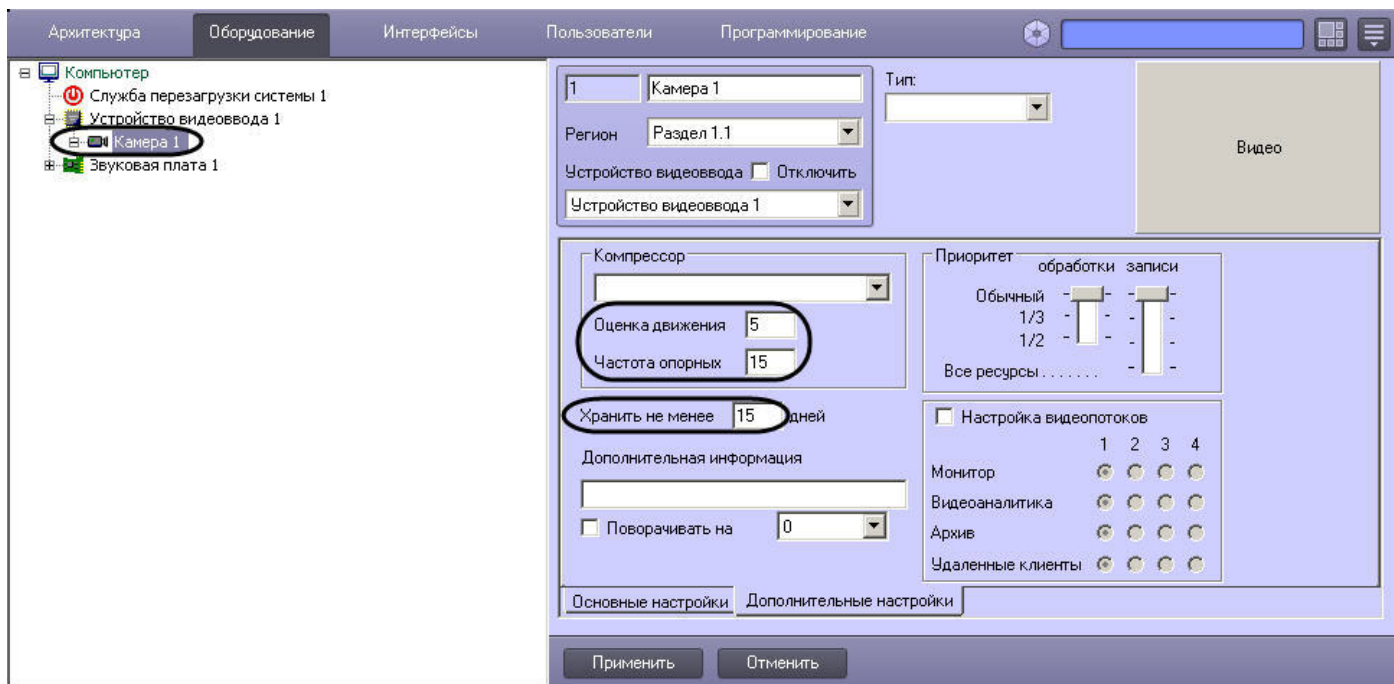 Архитектура Оборудование Интерфейсы Пользователи Программирование
Компьютер
Служба перезагрузки системы 1
Устройство видеоввода 1
Камера 1
Звуковая плата 1
1 Камера 1
Регион Раздел 1.1
Устройство видеоввода Отключить
Устройство видеоввода 1
Тип:
Видео
Компрессор
Оценка движения 5
Частота опорных 15
Хранить не менее 15 дней
Дополнительная информация
Поворачивать на 0
Приоритет
обработки записи
Обычный
1/3
1/2
Все ресурсы.......
Настройка видеопотоков
1 2 3 4
Монитор
Видеоаналитика
Архив
Удаленные клиенты
Основные настройки Дополнительные настройки
Применить Отменить